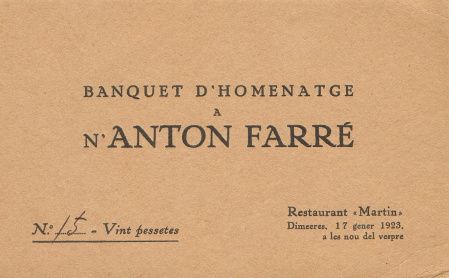 BANQUET D'HOMENATGE
A
N'ANTON FARRÉ
N.º 15 - Vint pessetes
Restaurant «Martin»
Dimecres, 17 gener 1923,
a les nou del vespre